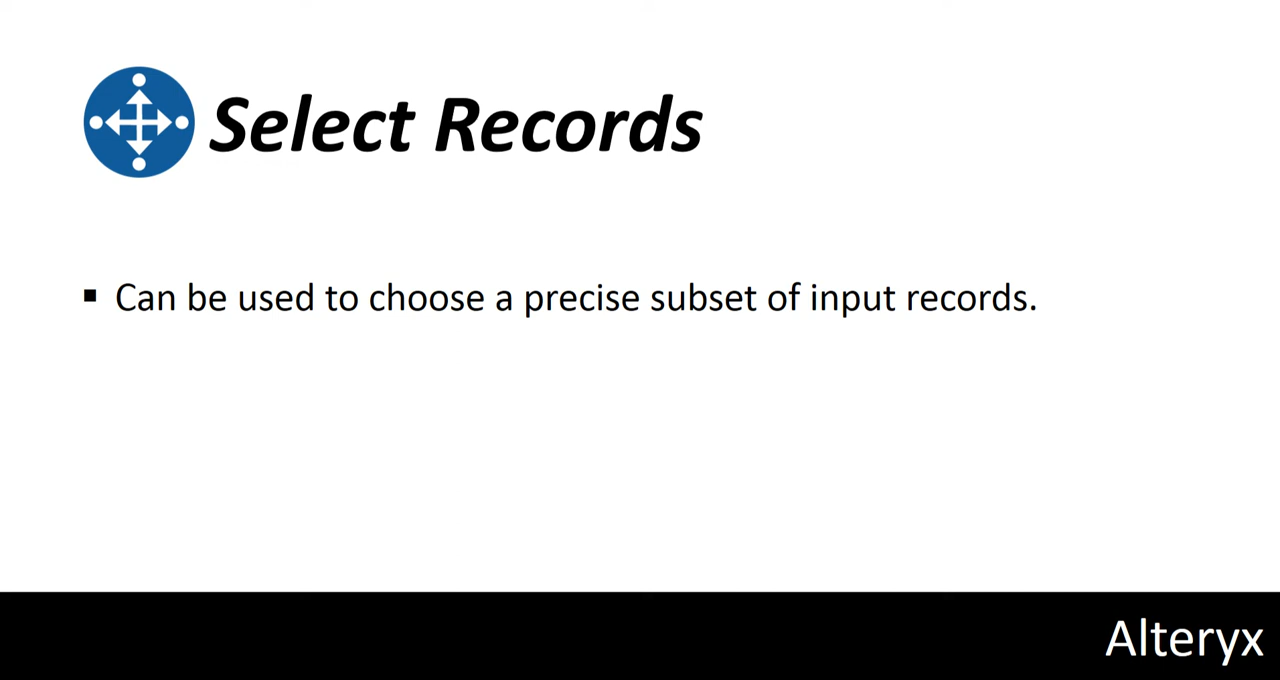 Select Records
▪ Can be used to choose a precise subset of input records.
Alteryx